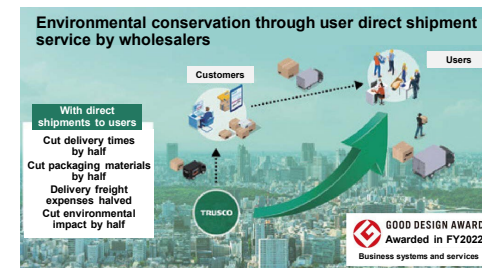 Environmental conservation through user direct shipment
service by wholesalers
Users
Customers
With direct
shipments to users
Cut delivery times
by half
Cut packaging materials
by half
Delivery freight
expenses halved
Cut environmental
impact by half
TRUSCO
GOOD DESIGN AWARD
Awarded in FY2022
Business systems and services